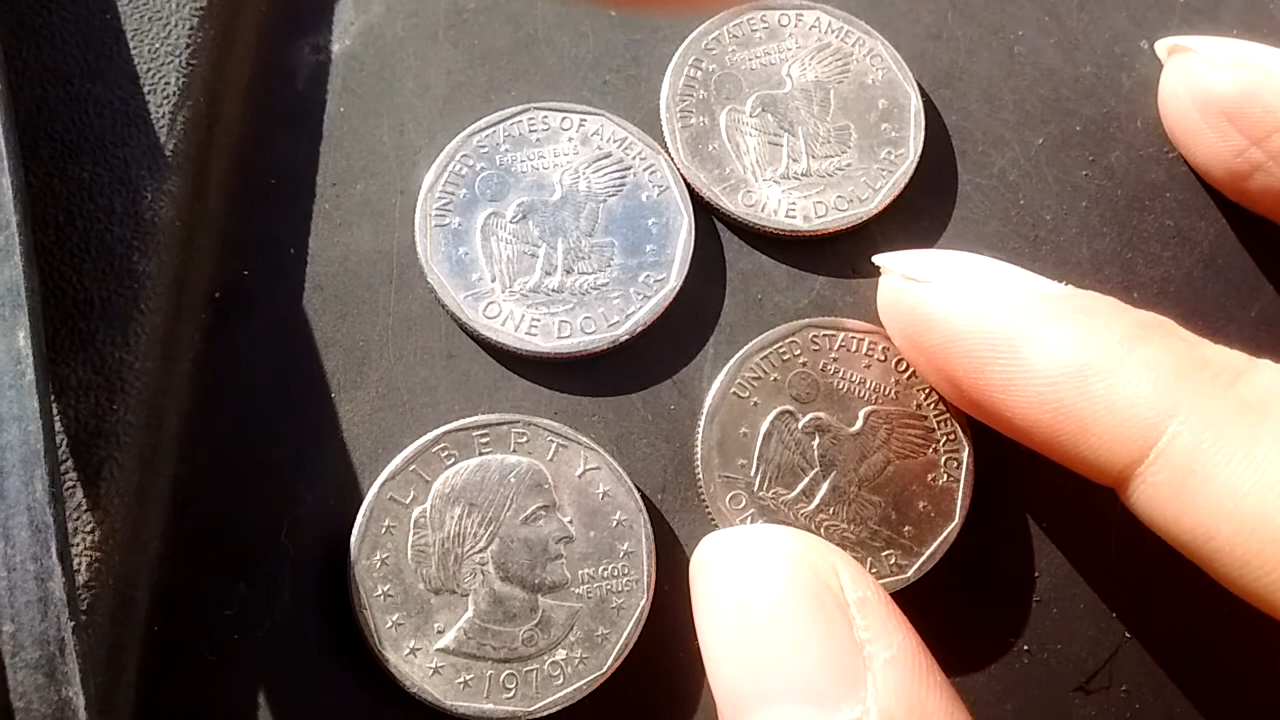 UNITED STATES OF AMERICA
E·PLURIBUS
·UNUM·
ONE DOLLAR
UNITED STATES OF AMERICA
E·PLURIBUS
·UNUM·
ONE DOLLAR
UNITED STATES OF AMERICA
E·PLURIBUS
·UNUM·
LIBERTY
IN GOD
WE TRUST
1979